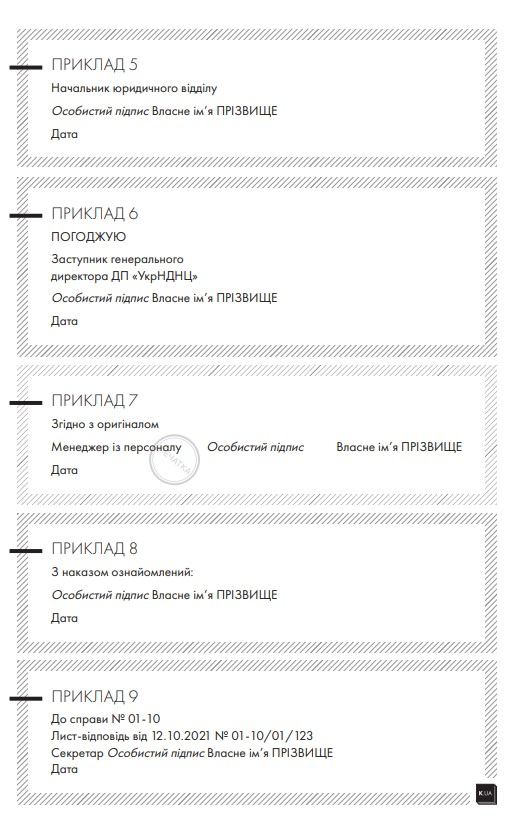 ПРИКЛАД 5
Начальник юридичного відділу
Особистий підпис Власне ім’я ПРІЗВИЩЕ
Дата
ПРИКЛАД 6
ПОГОДЖУЮ
Заступник генерального
директора ДП «УкрНДНЦ»
Особистий підпис Власне ім’я ПРІЗВИЩЕ
Дата
ПРИКЛАД 7
Згідно з оригіналом
Менеджер із персоналу Особистий підпис Власне ім’я ПРІЗВИЩЕ
ПЕЧАТКА
Дата
ПРИКЛАД 8
З наказом ознайомлений:
Особистий підпис Власне ім’я ПРІЗВИЩЕ
Дата
ПРИКЛАД 9
До справи № 01-10
Лист-відповідь від 12.10.2021 № 01-10/01/123
Секретар Особистий підпис Власне ім’я ПРІЗВИЩЕ
Дата
K.UA